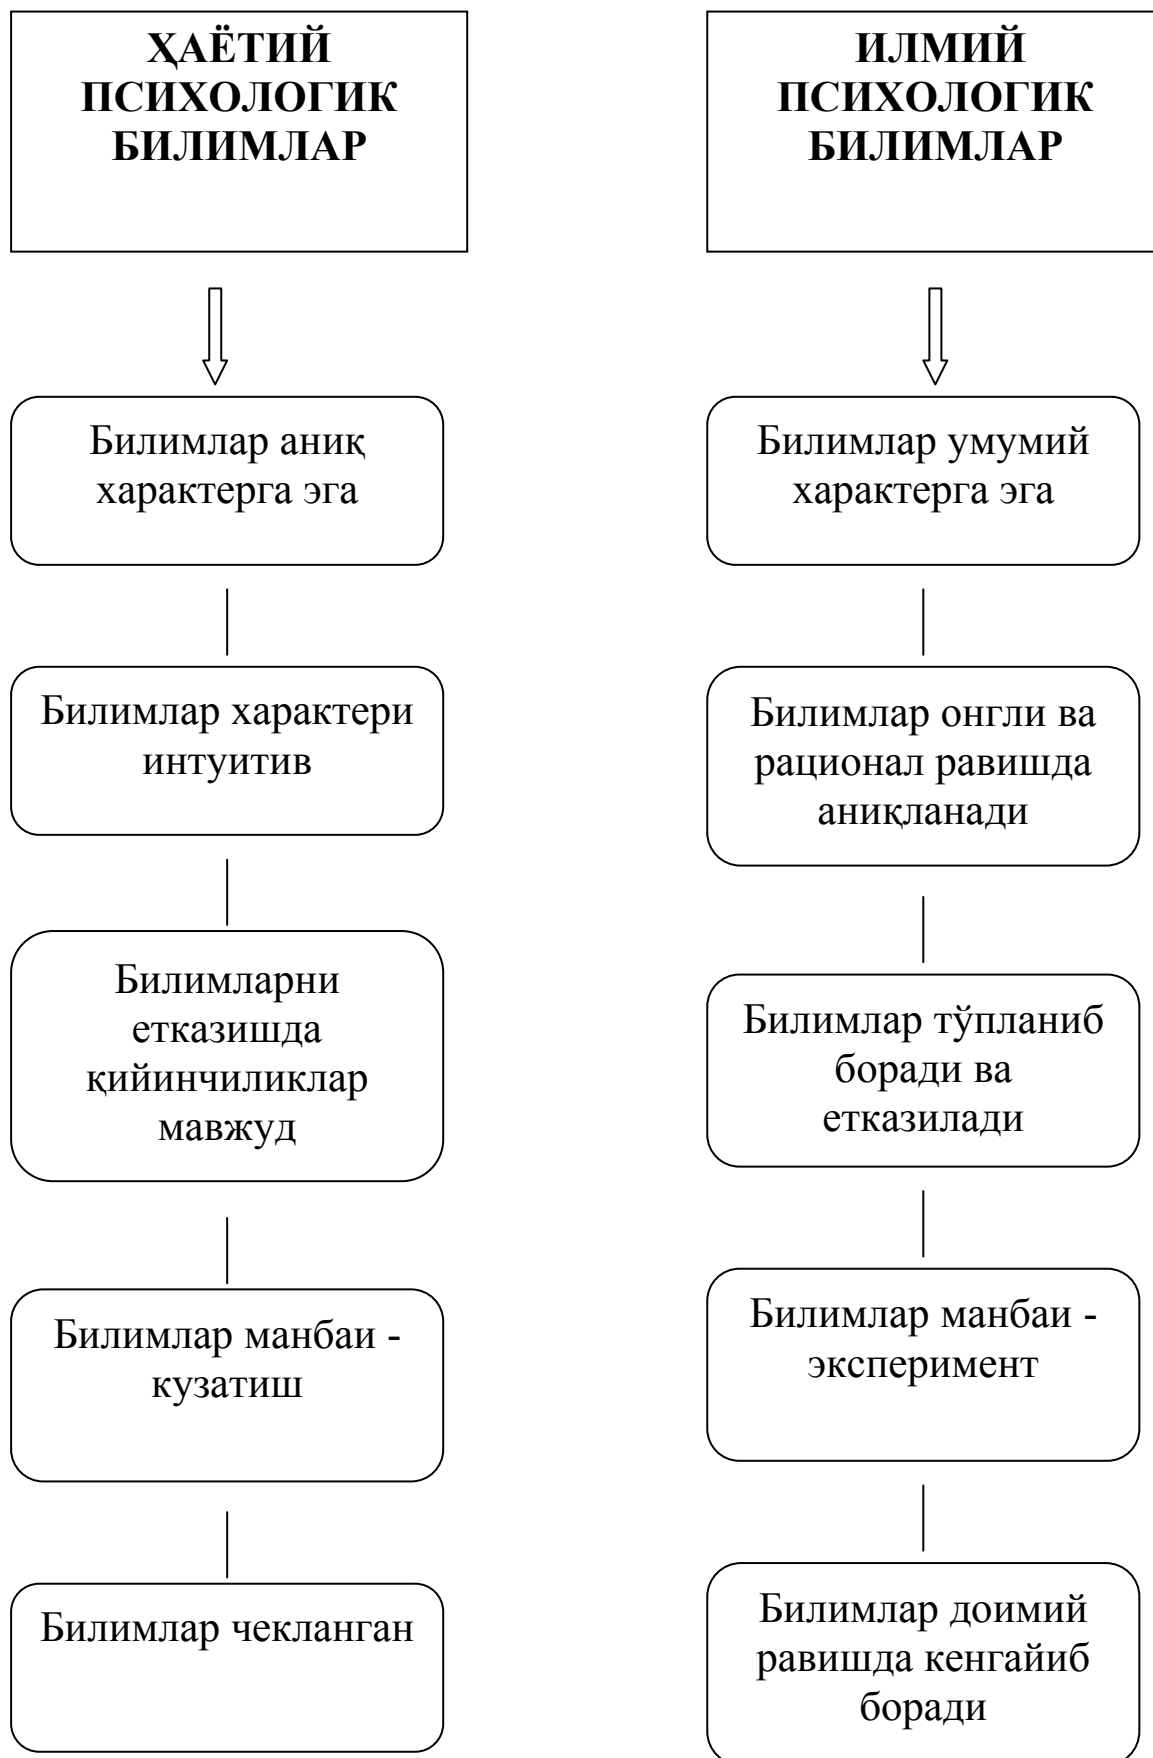 ҲАЁТИЙ
ПСИХОЛОГИК
БИЛИМЛАР
Билимлар аниқ
характерга эга
Билимлар характери
интуитив
Билимларни
етказишда
қийинчиликлар
мавжуд
Билимлар манбаи -
кузатиш
Билимлар чекланган
ИЛМИЙ
ПСИХОЛОГИК
БИЛИМЛАР
Билимлар умумий
характерга эга
Билимлар онгли ва
рационал равишда
аниқланади
Билимлар тўпланиб
боради ва
етказилади
Билимлар манбаи -
эксперимент
Билимлар доимий
равишда кенгайиб
боради